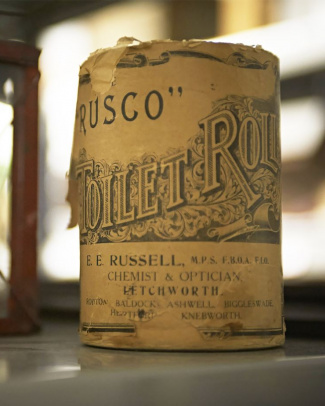 RUSCO"
TOILET ROLL
E. E. RUSSELL, M.P.S. F.B.O.A. F.I.O.
CHEMIST & OPTICIAN,
LETCHWORTH.
BALDOCK, ASHWELL, BIGGLESWADE,
KNEBWORTH.